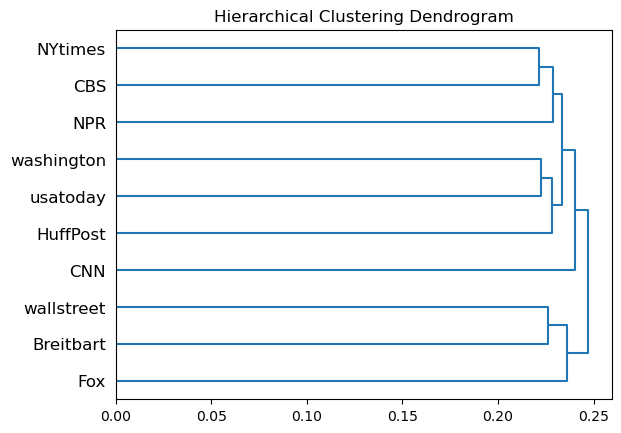 Hierarchical Clustering Dendrogram
NYtimes
CBS
NPR
washington
usatoday
HuffPost
CNN
wallstreet
Breitbart
Fox
0.00 0.05 0.10 0.15 0.20 0.25